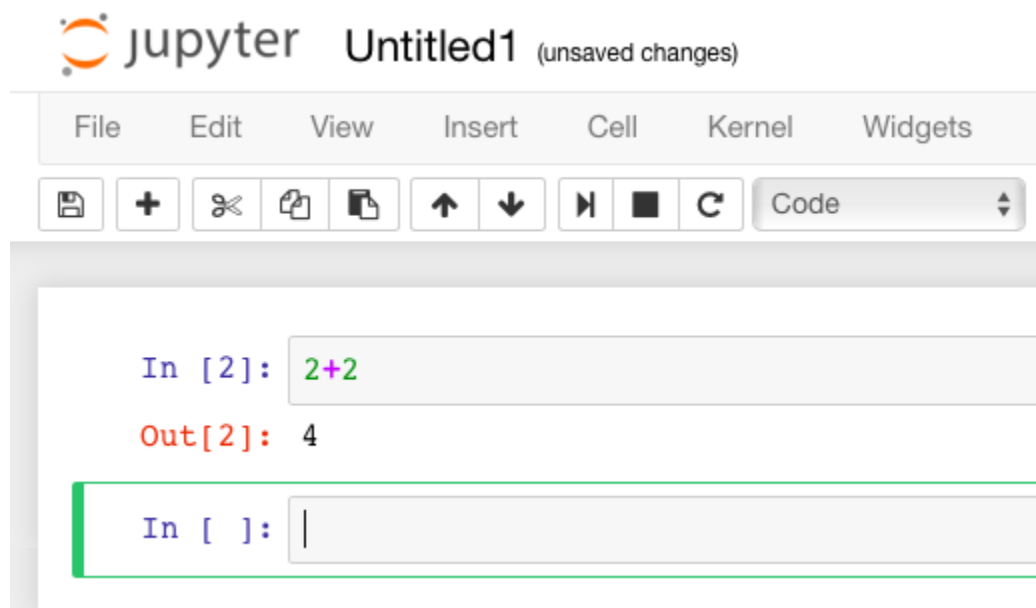 jupyter Untitled1 (unsaved changes)
File Edit View Insert Cell Kernel Widgets
Code
In [2]: 2+2
Out[2]: 4
In [ ]: